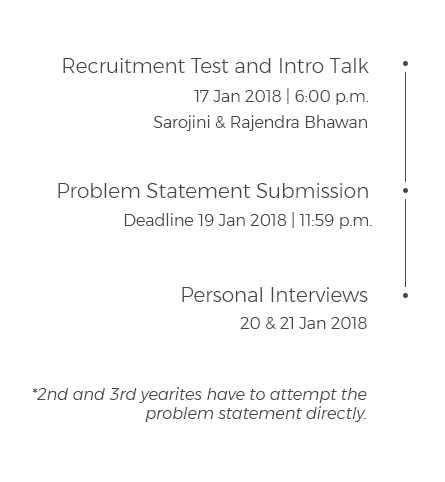 Recruitment Test and Intro Talk
17 Jan 2018 | 6:00 p.m.
Sarojini & Rajendra Bhawan
Problem Statement Submission
Deadline 19 Jan 2018 | 11:59 p.m.
Personal Interviews
20 & 21 Jan 2018
*2nd and 3rd yearites have to attempt the
problem statement directly.